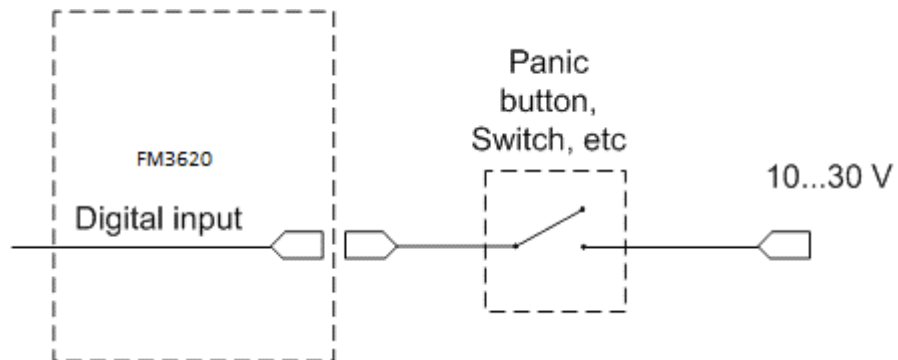 Panic
button,
Switch, etc
FM3620
10...30 V
Digital input